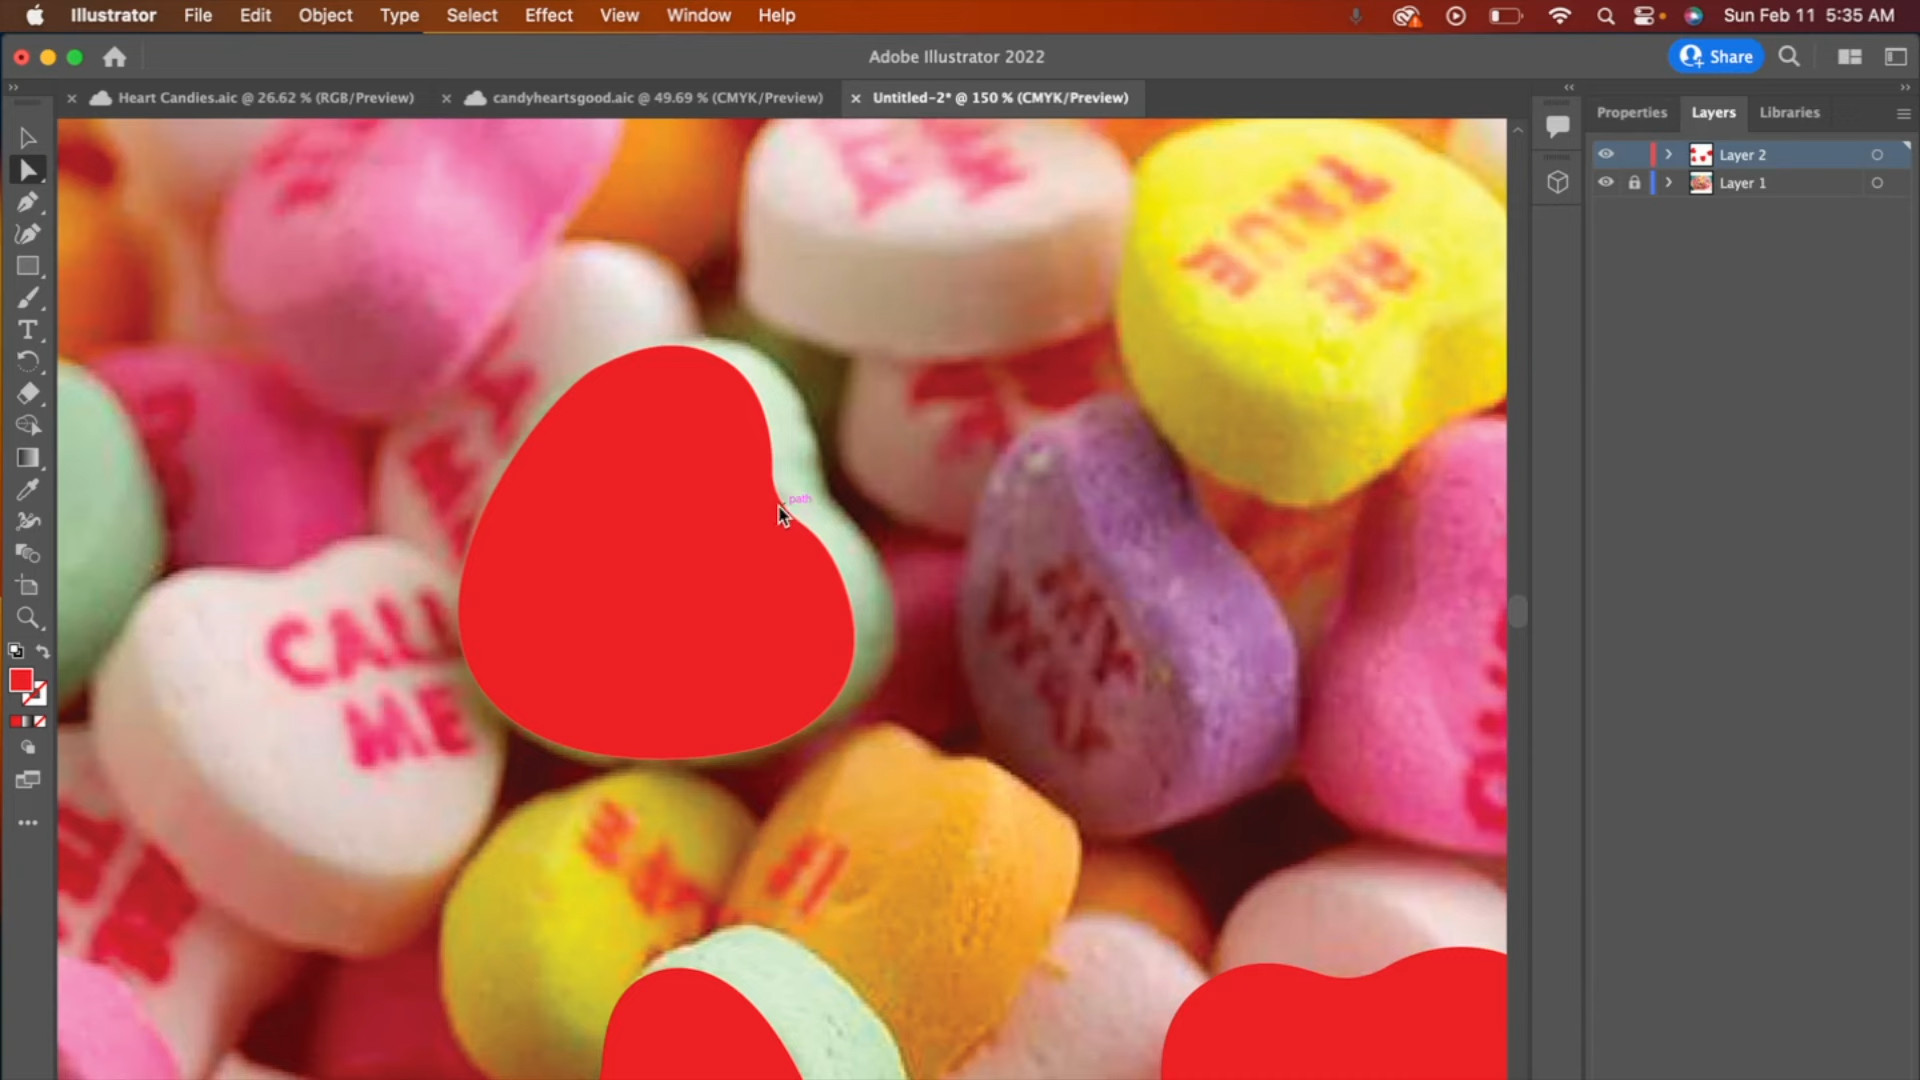 Illustrator File Edit Object Type Select Effect View Window Help Sun Feb 11 5:35 AM
Adobe Illustrator 2022
Share
Heart Candies.aic @ 26.62 % (RGB/Preview)
candyheartsgood.aic @ 49.69 % (CMYK/Preview)
Untitled-2* @ 150 % (CMYK/Preview)
Properties Layers Libraries
Layer 2
Layer 1
BE
TRUE
path
CALL
ME